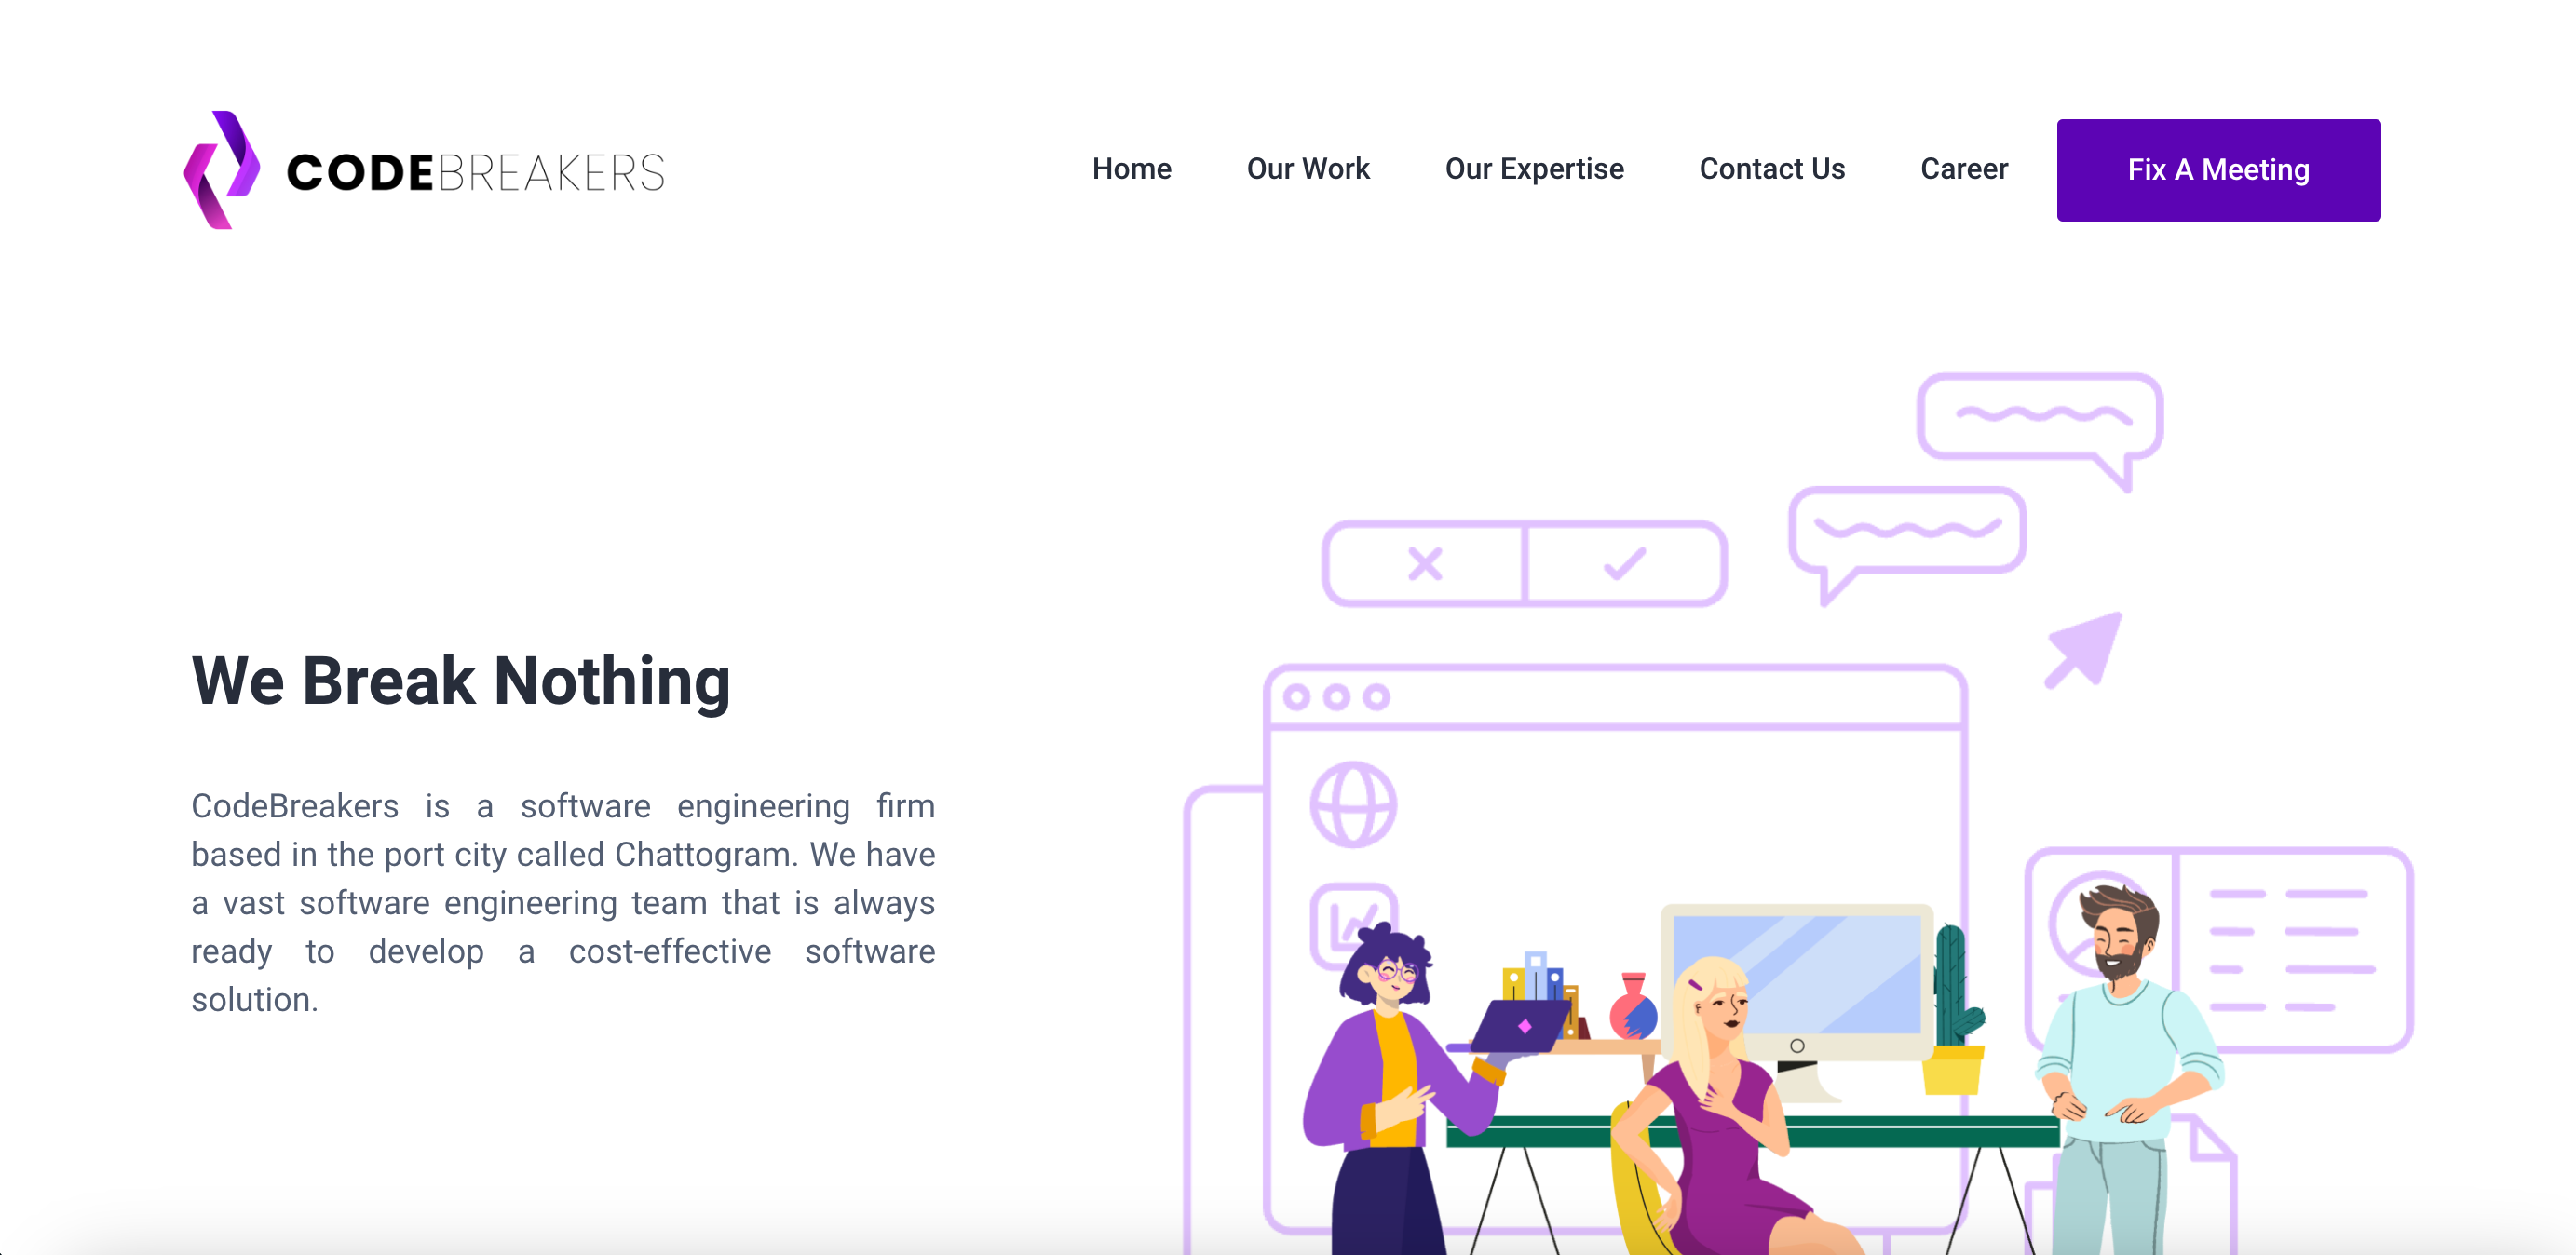 CODEBREAKERS
Home Our Work Our Expertise Contact Us Career Fix A Meeting
We Break Nothing
CodeBreakers is a software engineering firm
based in the port city called Chattogram. We have
a vast software engineering team that is always
ready to develop a cost-effective software
solution.